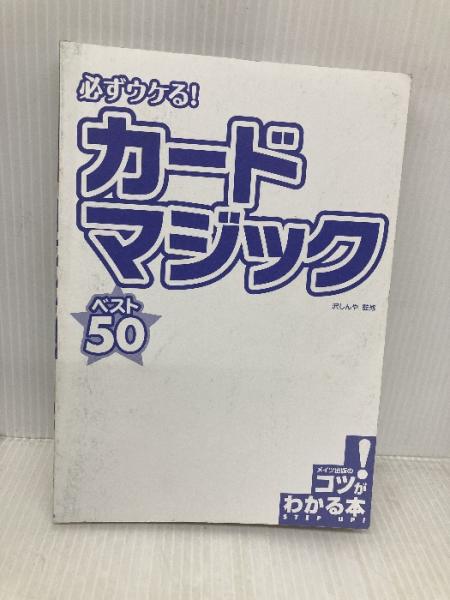 必ずウケる!
カード
マジック
ベスト
50
沢しんや 監修
メイツ出版の
コツが
わかる本!
STEP UP!